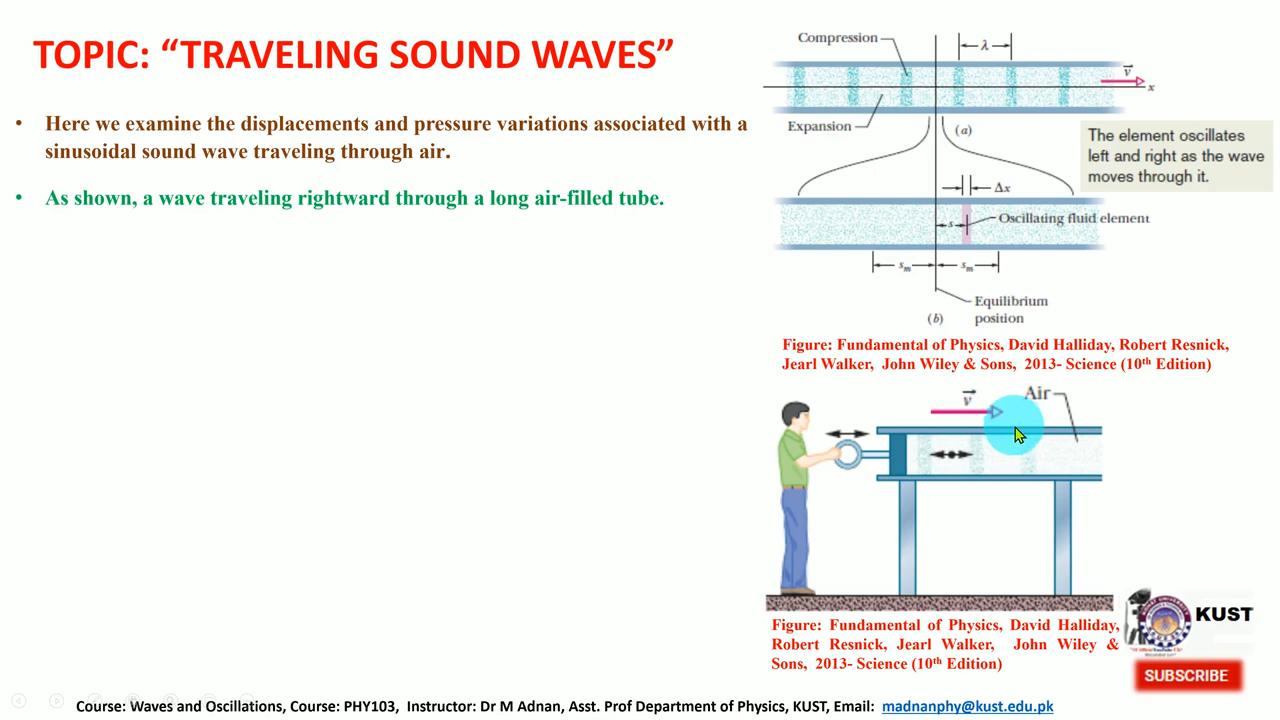 TOPIC: “TRAVELING SOUND WAVES”
• Here we examine the displacements and pressure variations associated with a
sinusoidal sound wave traveling through air.
• As shown, a wave traveling rightward through a long air-filled tube.
Compression
λ
v
x
Expansion
(a)
The element oscillates
left and right as the wave
moves through it.
Δx
s
Oscillating fluid element
sm
sm
Equilibrium
position
(b)
Figure: Fundamental of Physics, David Halliday, Robert Resnick,
Jearl Walker, John Wiley & Sons, 2013- Science (10th Edition)
v
Air
Figure: Fundamental of Physics, David Halliday,
Robert Resnick, Jearl Walker, John Wiley &
Sons, 2013- Science (10th Edition)
KUST
SUBSCRIBE
Course: Waves and Oscillations, Course: PHY103, Instructor: Dr M Adnan, Asst. Prof Department of Physics, KUST, Email: madnanphy@kust.edu.pk